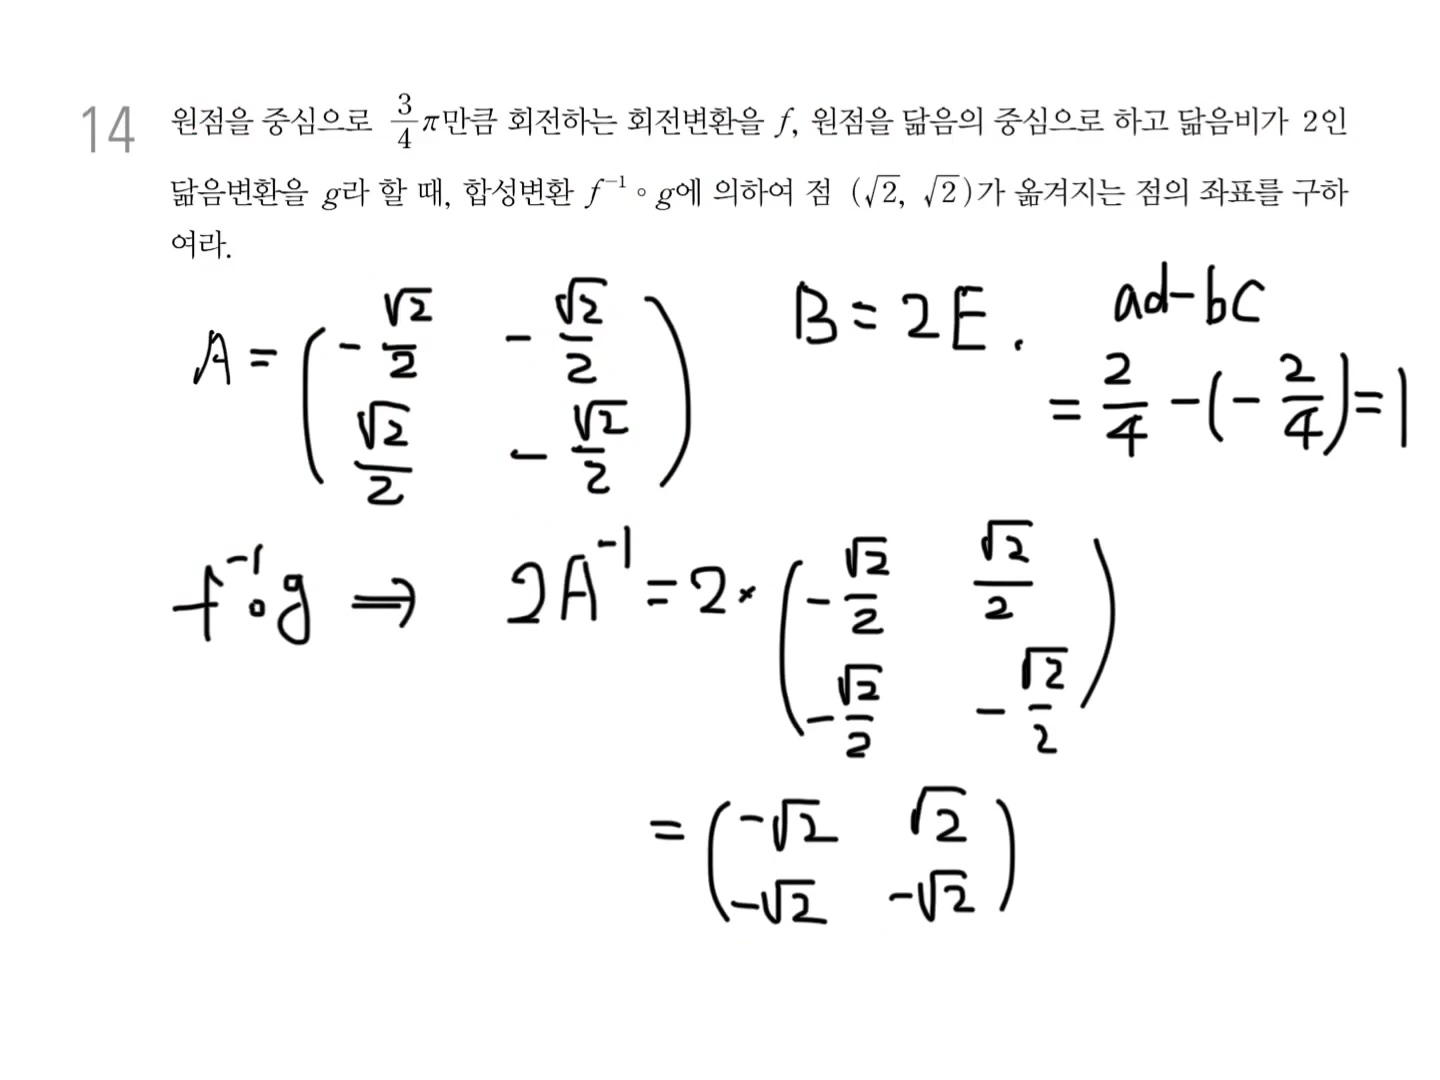 14 원점을 중심으로 3/4 π만큼 회전하는 회전변환을 f, 원점을 닮음의 중심으로 하고 닮음비가 2인
닮음변환을 g라 할 때, 합성변환 f⁻¹∘g에 의하여 점 (√2, √2)가 옮겨지는 점의 좌표를 구하
여라.
A = ( -√2/2 -√2/2
√2/2 -√2/2 )
B = 2E.
ad-bc
= 2/4 -(- 2/4) = 1
f⁻¹∘g ⇒ 2A⁻¹ = 2× ( -√2/2 √2/2
-√2/2 -√2/2 )
= ( -√2 √2
-√2 -√2 )